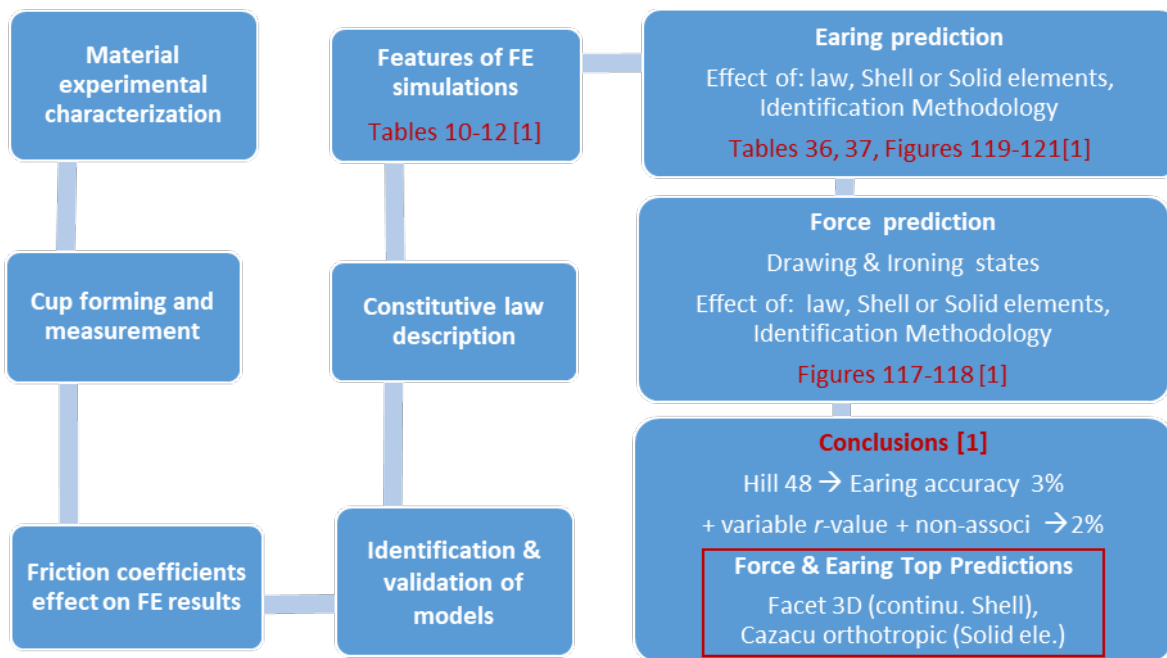 Material
experimental
characterization
Cup forming and
measurement
Friction coefficients
effect on FE results
Identification &
validation of
models
Constitutive law
description
Features of FE
simulations
Tables 10-12 [1]
Earing prediction
Effect of: law, Shell or Solid elements,
Identification Methodology
Tables 36, 37, Figures 119-121[1]
Force prediction
Drawing & Ironing states
Effect of: law, Shell or Solid elements,
Identification Methodology
Figures 117-118 [1]
Conclusions [1]
Hill 48 → Earing accuracy 3%
+ variable r-value + non-associ →2%
Force & Earing Top Predictions
Facet 3D (continu. Shell),
Cazacu orthotropic (Solid ele.)